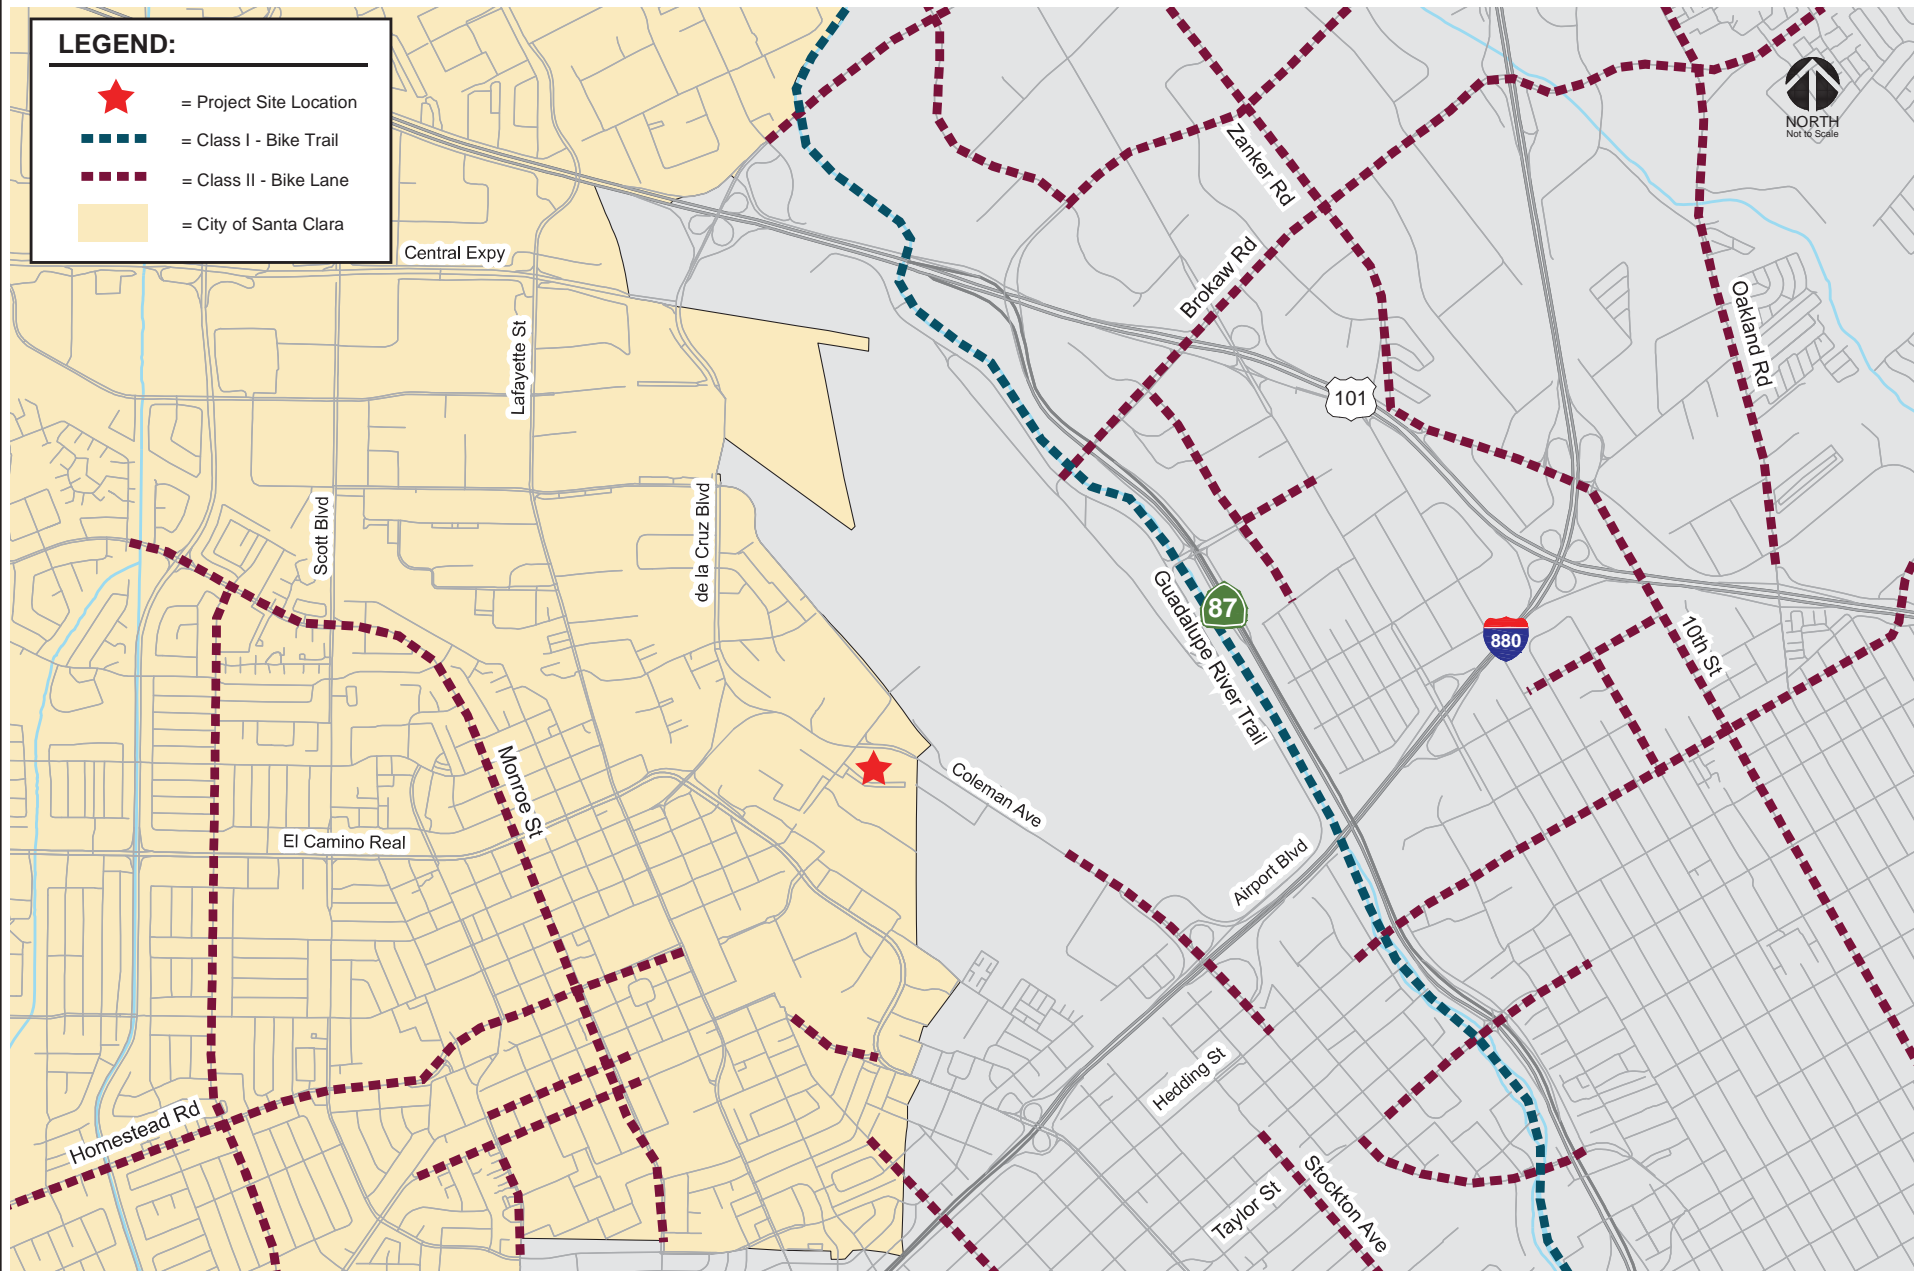 LEGEND:
= Project Site Location
= Class I - Bike Trail
= Class II - Bike Lane
= City of Santa Clara
NORTH
Not to Scale
Zanker Rd
Central Expy
Brokaw Rd
Oakland Rd
Lafayette St
101
Scott Blvd
de la Cruz Blvd
Guadalupe River Trail
87
880
10th St
Monroe St
Coleman Ave
El Camino Real
Airport Blvd
Hedding St
Homestead Rd
Taylor St
Stockton Ave